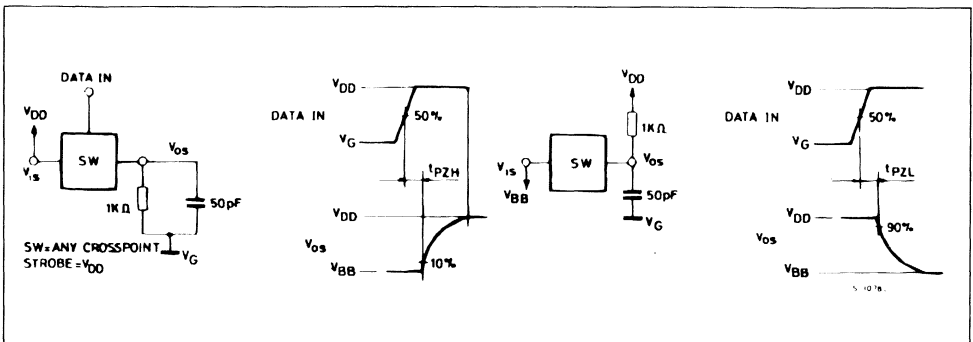 DATA IN
VDD
SW
Vis
Vos
1KΩ
50pF
VG
SW=ANY CROSSPOINT
STROBE=VDD
VDD
DATA IN
50%
VG
tPZH
VDD
Vos
10%
VBB
VDD
1KΩ
SW
Vos
Vis
VBB
50pF
VG
VDD
DATA IN
50%
VG
tPZL
VDD
90%
Vos
VBB